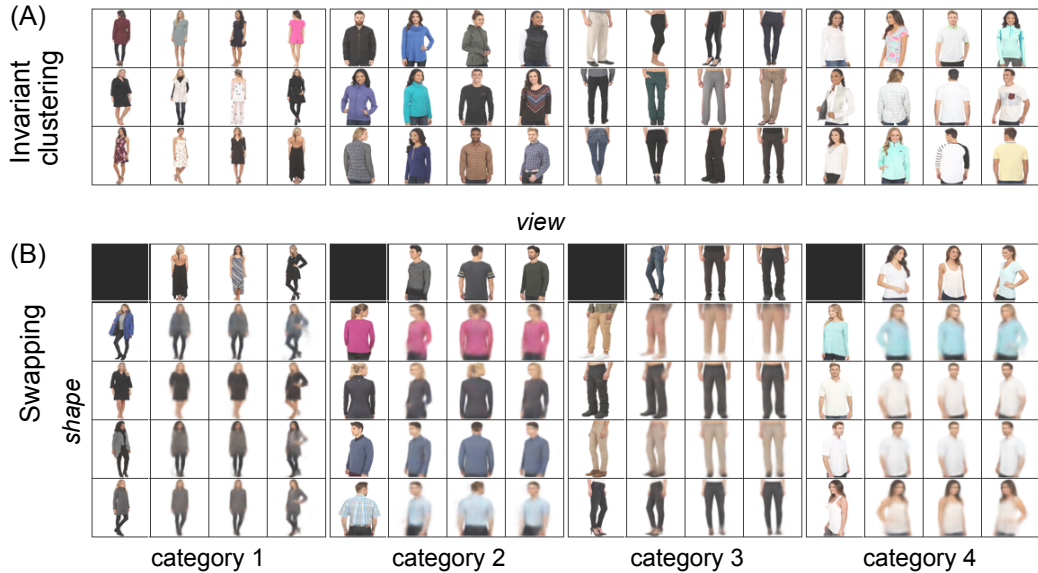 (A)
Invariant
clustering
view
(B)
Swapping
shape
category 1
category 2
category 3
category 4